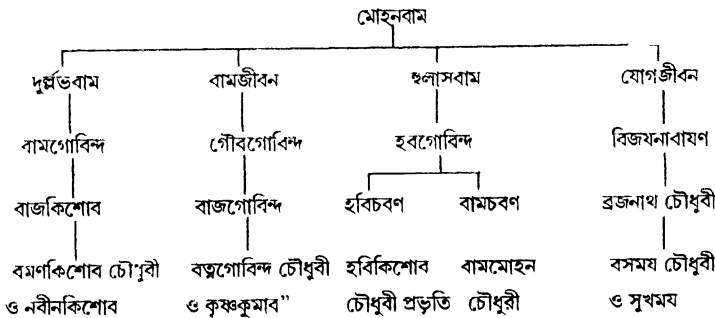 মোহনবাম
দুর্ল্লভবাম বামজীবন হুলাসবাম যোগজীবন
বামগোবিন্দ গৌবগোবিন্দ হবগোবিন্দ বিজযনাবাযণ
বাজকিশোব বাজগোবিন্দ হবিচবণ বামচবণ ব্রজনাথ চৌধুবী
বমণকিশোব চৌধুবী বত্নগোবিন্দ চৌধুবী হবিকিশোব বামমোহন বসময চৌধুবী
ও নবীনকিশোব ও কৃষ্ণকুমাব” চৌধুবী প্রভৃতি চৌধুরী ও সুখময